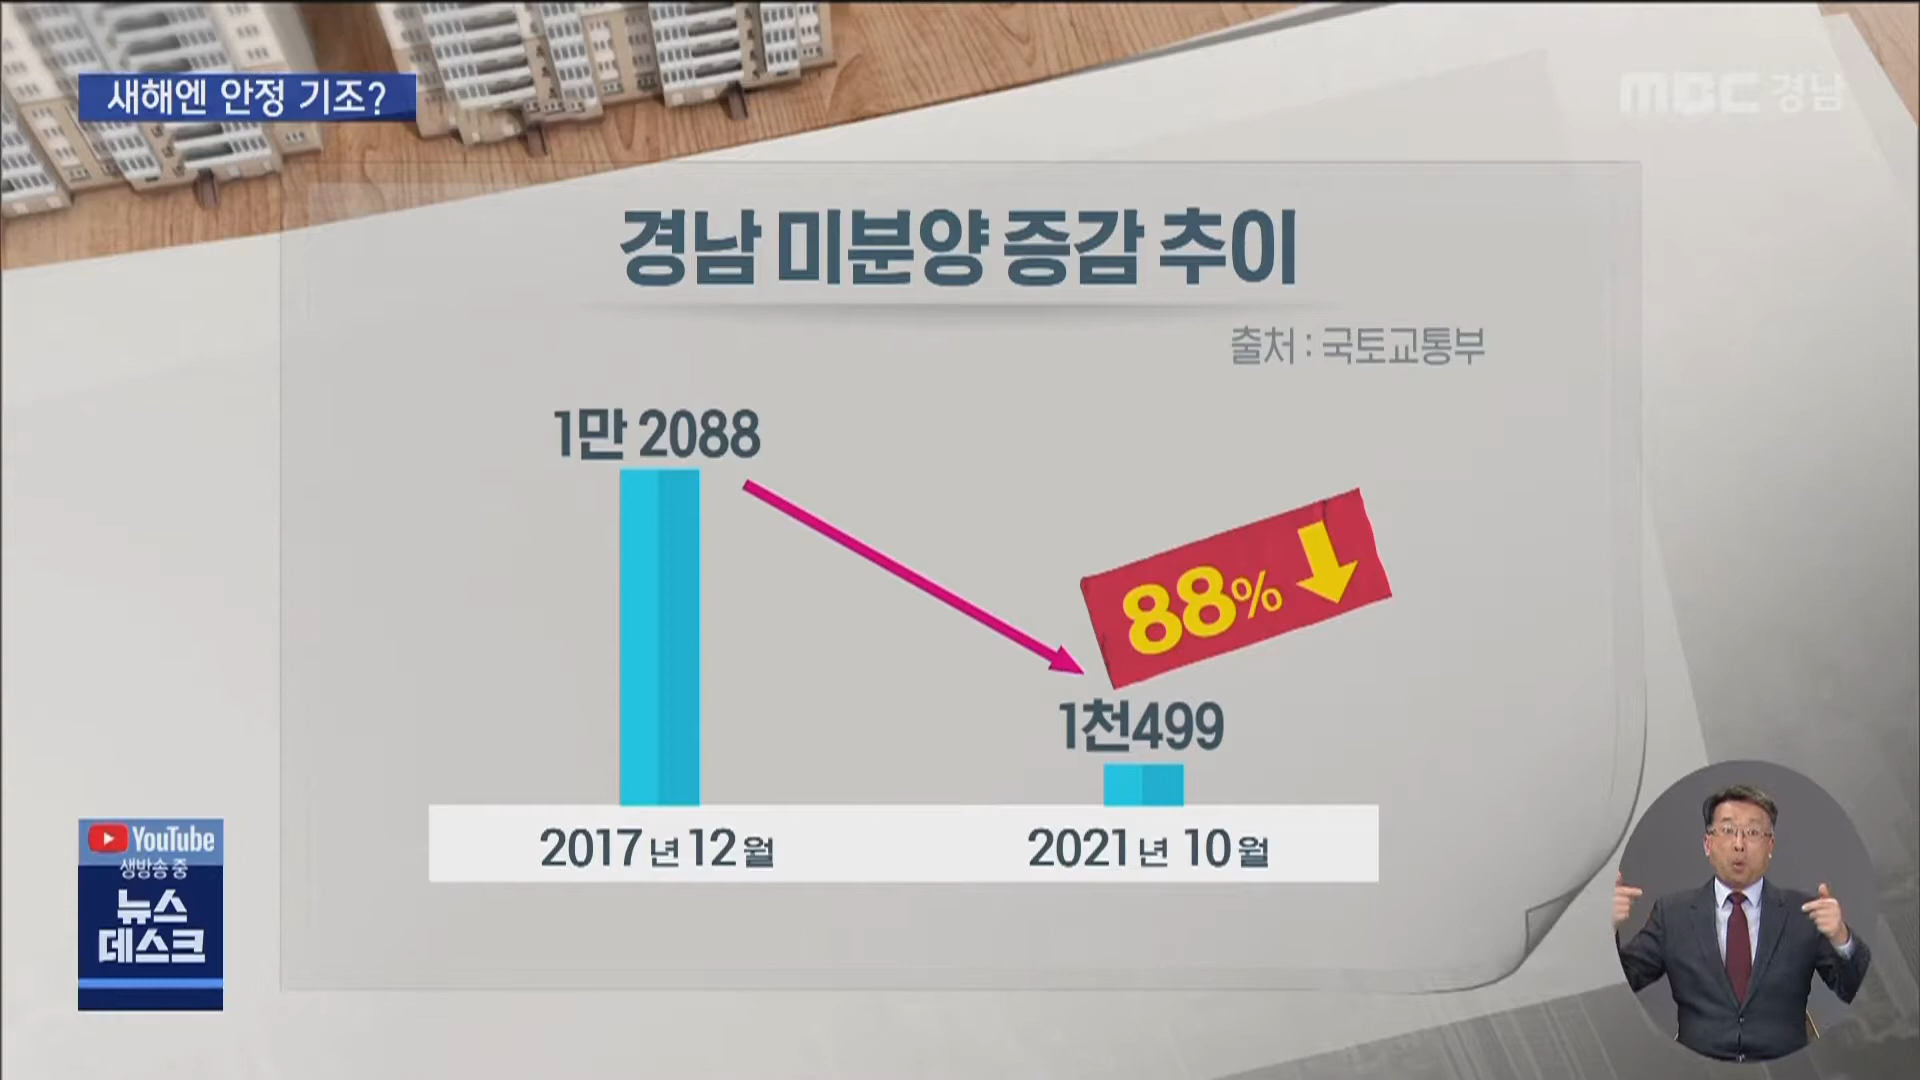 새해엔 안정 기조?
MBC 경남
경남 미분양 증감 추이
출처 : 국토교통부
1만 2088
88%
1천499
2017년 12월
2021년 10월
YouTube
생방송 중
뉴스
데스크